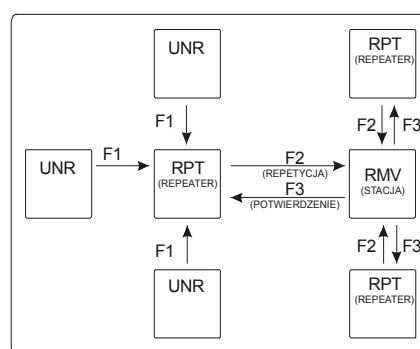 UNR
RPT
(REPEATER)
F1
F2
F3
UNR
F1
RPT
(REPEATER)
F2
(REPETYCJA)
F3
(POTWIERDZENIE)
RMV
(STACJA)
F1
F2
F3
UNR
RPT
(REPEATER)